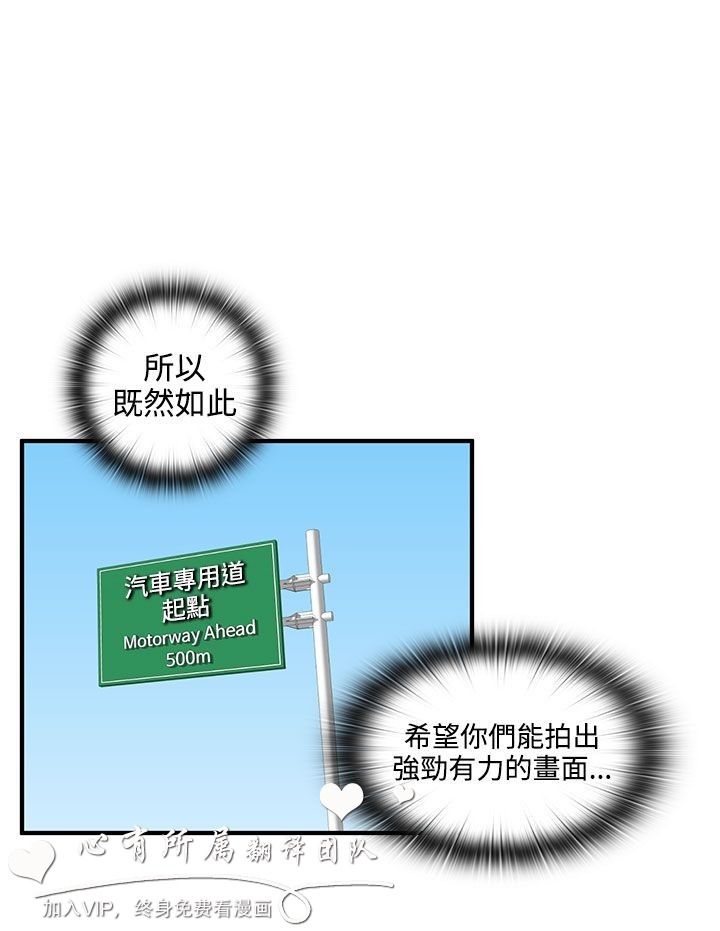 所以
既然如此
汽車專用道
起點
Motorway Ahead
500m
希望你們能拍出
強勁有力的畫面...
心有所属翻译团队
加入VIP，终身免费看漫画